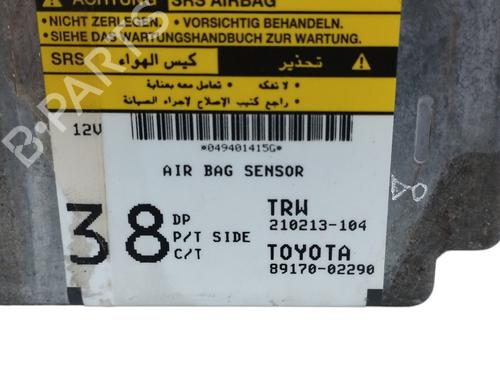 ACHTUNG SRS AIRBAG
•NICHT ZERLEGEN. •VORSICHTIG BEHANDELN.
•SIEHE DAS WARTUNGSHANDBUCH ZUR WARTUNG.
SRS كيس الهواء تحذير
• لا تفكه • تعامل معه بعناية
• راجع كتيب الإصلاح لاجراء الصيانة
12V
*049401415G*
AIR BAG SENSOR
38
DP
P/T SIDE
C/T
TRW
210213-104
TOYOTA
89170-02290
B-PARTS